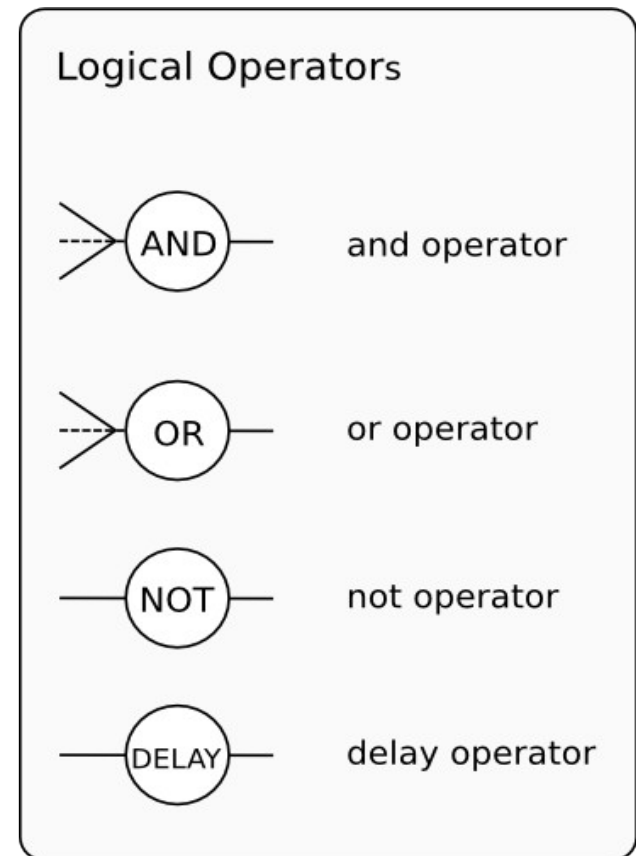 Logical Operators
AND and operator
OR or operator
NOT not operator
DELAY delay operator